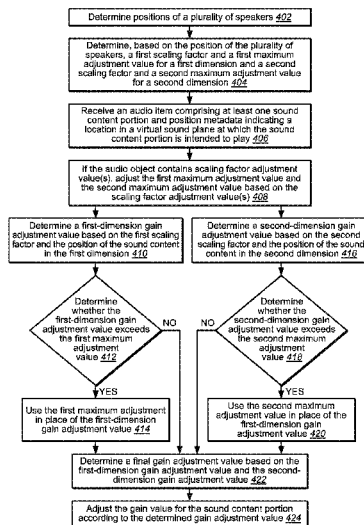 Determine positions of a plurality of speakers 402
Determine, based on the position of the plurality of
speakers, a first scaling factor and a first maximum
adjustment value for a first dimension and a second
scaling factor and a second maximum adjustment value
for a second dimension
404
Receive an audio item comprising at least one sound
content portion and position metadata indicating a
location in a virtual sound plane at which the sound
content portion is intended to play
406
If the audio object contains scaling factor adjustment
value(s), adjust the first maximum adjustment value and
the second maximum adjustment value based on the
scaling factor adjustment value(s)
408
Determine a first-dimension gain
adjustment value based on the first scaling
factor and the position of the sound content
in the first dimension 410
Determine a second-dimension gain
adjustment value based on the second
scaling factor and the position of the sound
content in the second dimension 416
Determine
whether the
first-dimension gain
adjustment value exceeds
the first maximum
adjustment
value 412
NO
NO
Determine
whether the
second-dimension gain
adjustment value exceeds
the second maximum
adjustment
value 418
YES
YES
Use the first maximum adjustment
in place of the first-dimension
gain adjustment value 414
Use the second maximum
adjustment value in place of the
first-dimension gain adjustment
value 420
Determine a final gain adjustment value based on the
first-dimension gain adjustment value and the second-
dimension gain adjustment value
422
Adjust the gain value for the sound content portion
according to the determined gain adjustment value 424